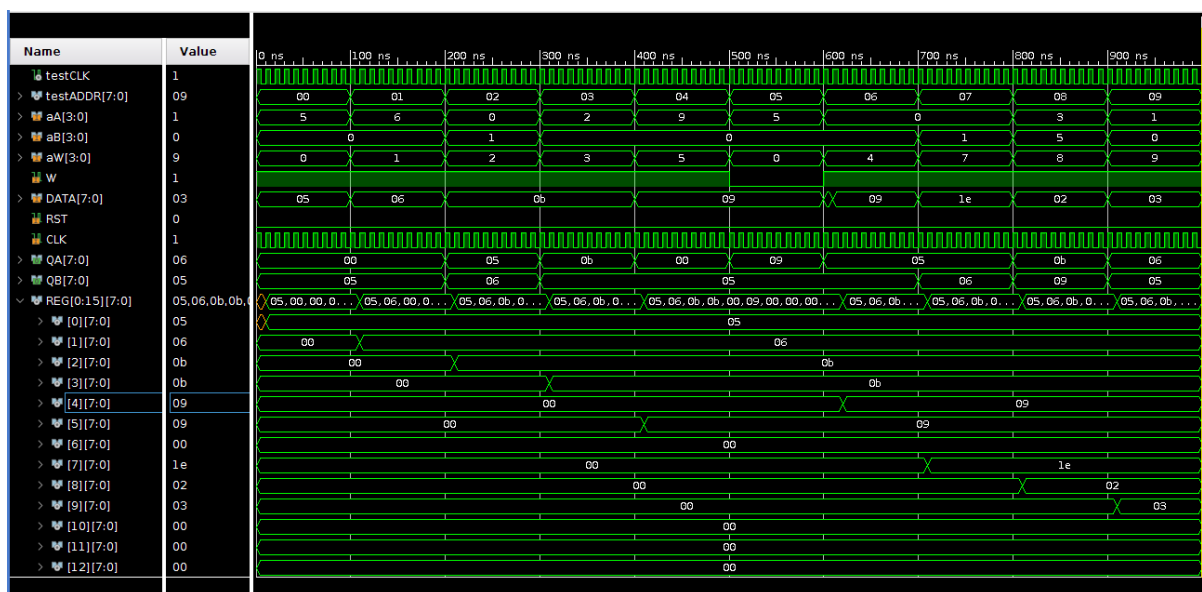 Name Value 0 ns 100 ns 200 ns 300 ns 400 ns 500 ns 600 ns 700 ns 800 ns 900 ns
testCLK 1
testADDR[7:0] 09 00 01 02 03 04 05 06 07 08 09
aA[3:0] 1 5 6 0 2 9 5 0 3 1
aB[3:0] 0 0 1 0 1 5 0
aW[3:0] 9 0 1 2 3 5 0 4 7 8 9
W 1
DATA[7:0] 03 05 06 0b 09 09 1e 02 03
RST 0
CLK 1
QA[7:0] 06 00 05 0b 00 09 05 0b 06
QB[7:0] 05 05 06 05 06 09 05
REG[0:15][7:0] 05,06,0b,0b, 05,00,00,0... 05,06,00,0... 05,06,0b,0... 05,06,0b,0... 05,06,0b,0b,00,09,00,00,00... 05,06,0b... 05,06,0b,0... 05,06,0b,0... 05,06,0b,...
[0][7:0] 05 05
[1][7:0] 06 00 06
[2][7:0] 0b 00 0b
[3][7:0] 0b 00 0b
[4][7:0] 09 00 09
[5][7:0] 09 00 09
[6][7:0] 00 00
[7][7:0] 1e 00 1e
[8][7:0] 02 00 02
[9][7:0] 03 00 03
[10][7:0] 00 00
[11][7:0] 00 00
[12][7:0] 00 00